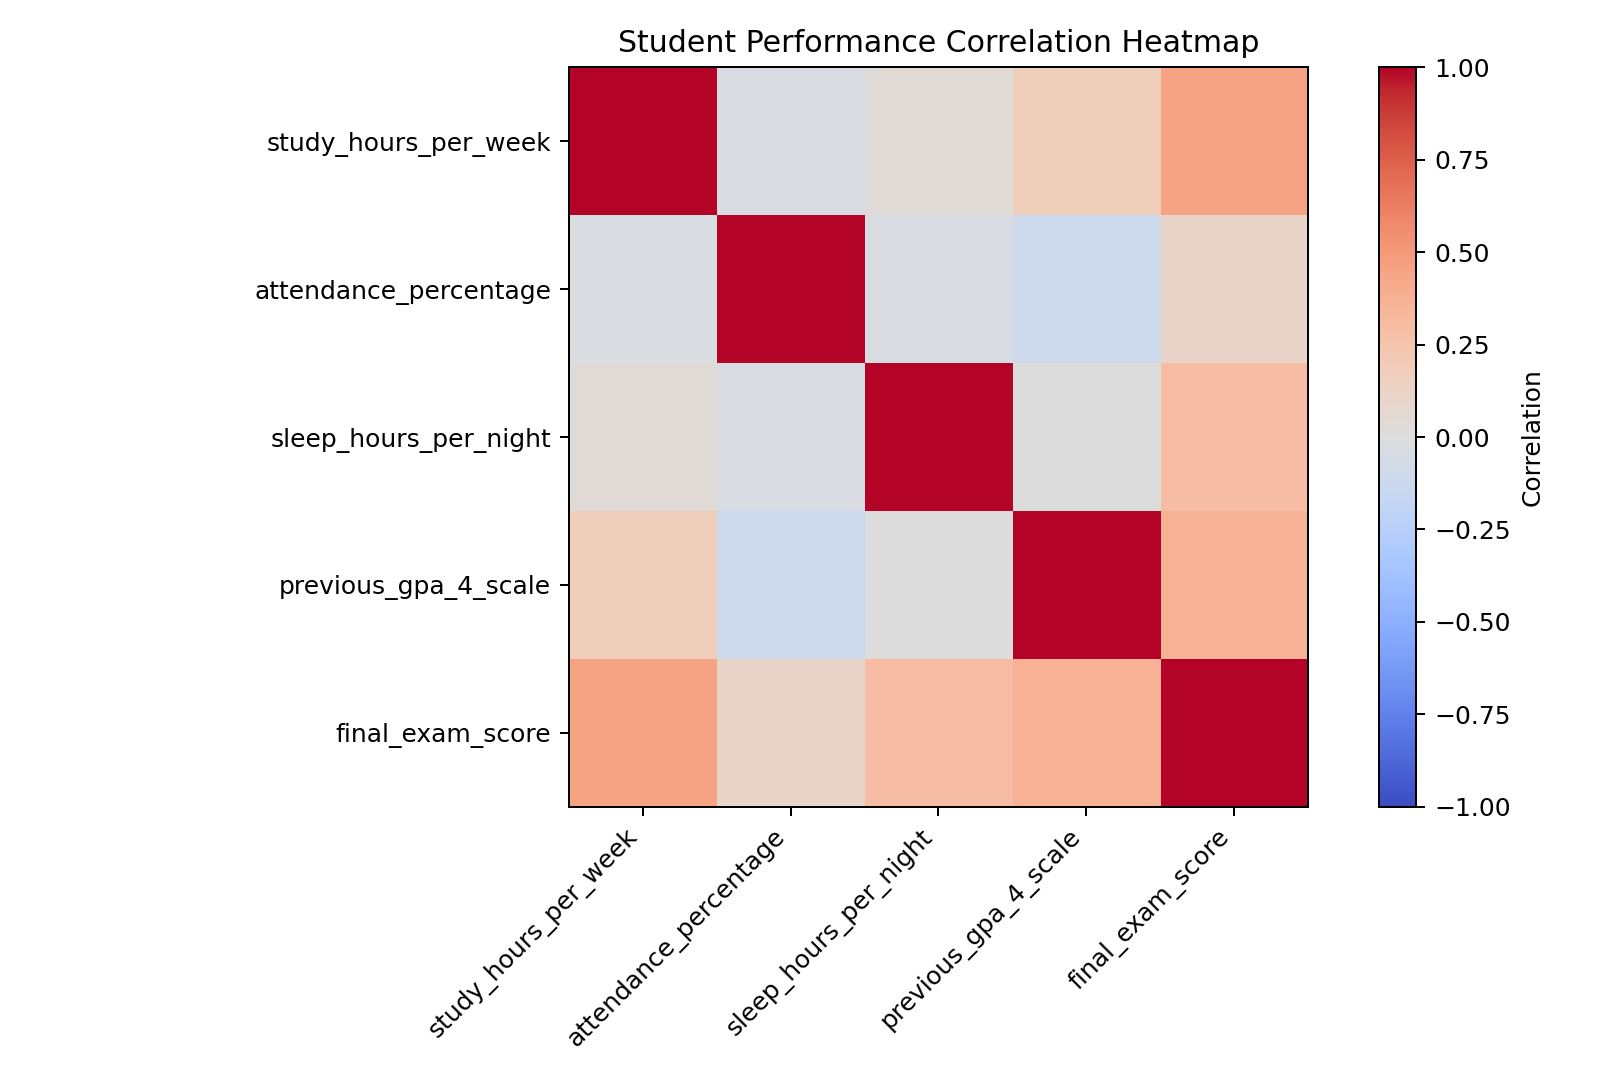 Student Performance Correlation Heatmap
study_hours_per_week
attendance_percentage
sleep_hours_per_night
previous_gpa_4_scale
final_exam_score
study_hours_per_week
attendance_percentage
sleep_hours_per_night
previous_gpa_4_scale
final_exam_score
1.00
0.75
0.50
0.25
0.00
−0.25
−0.50
−0.75
−1.00
Correlation